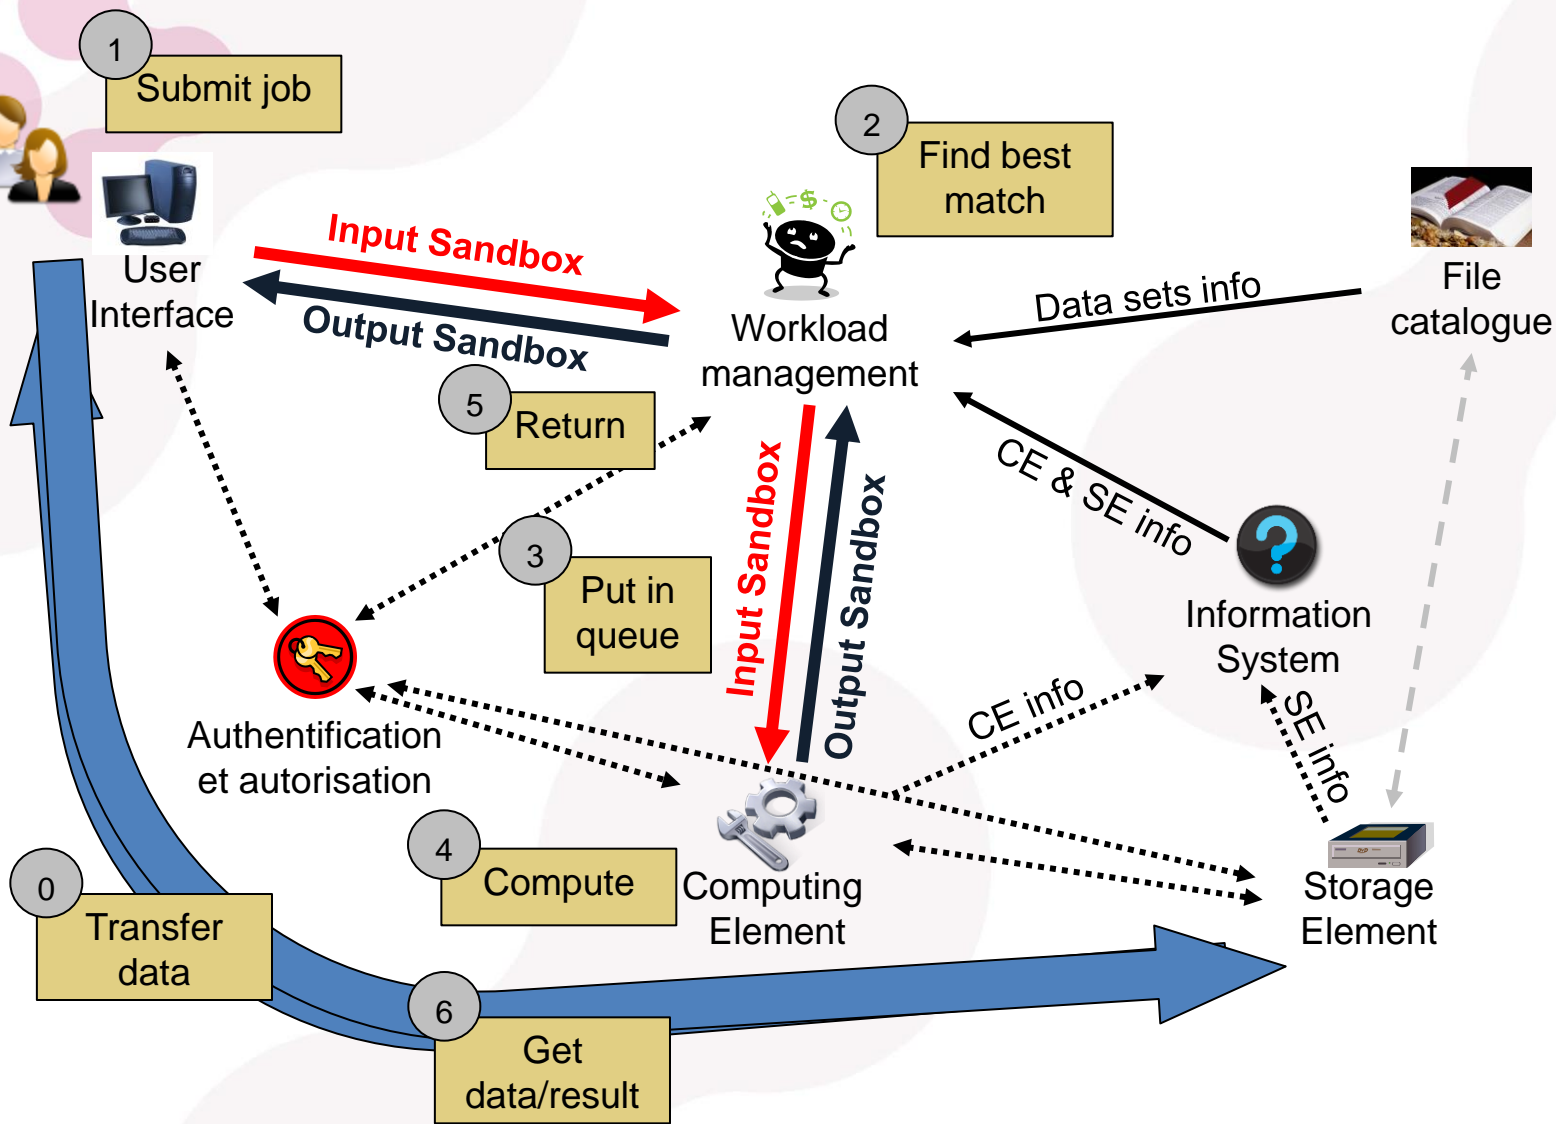 1
Submit job
2
Find best
match
User
Interface
Input Sandbox
Output Sandbox
Workload
management
Data sets info
File
catalogue
5
Return
CE & SE info
3
Put in
queue
Input Sandbox
Output Sandbox
Information
System
Authentification
et autorisation
CE info
SE info
4
Compute
Computing
Element
Storage
Element
0
Transfer
data
6
Get
data/result